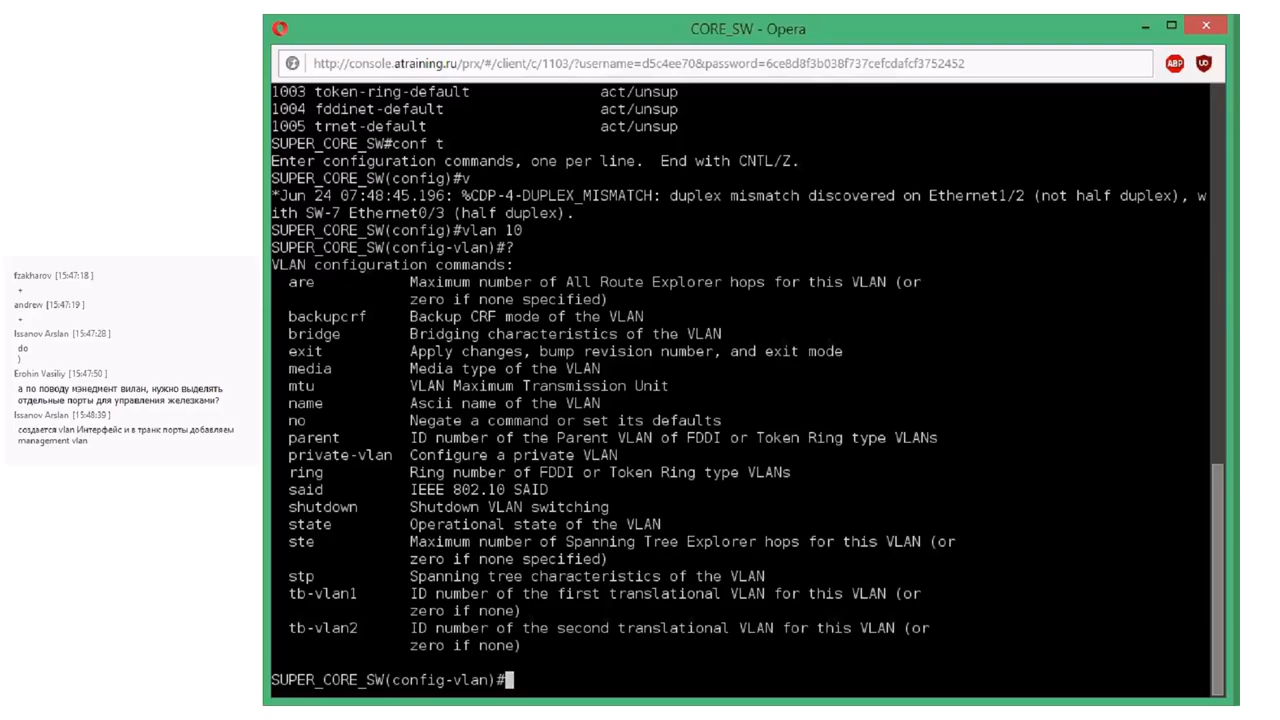 fzakharov [15:47:18 ]
+
andrew [15:47:19 ]
+
Issanov Arslan [15:47:28 ]
do
)
Erohin Vasiliy [15:47:50 ]
а по поводу мэнедмент вилан, нужно выделять
отдельные порты для управления железками?
Issanov Arslan [15:48:39 ]
создается vlan Интерфейс и в транк порты добавляем
management vlan
CORE_SW - Opera
http://console.atraining.ru/prx/#/client/c/1103/?username=d5c4ee70&password=6ce8d8f3b038f737cefcdafcf3752452
ABP
1003 token-ring-default act/unsup
1004 fddinet-default act/unsup
1005 trnet-default act/unsup
SUPER_CORE_SW#conf t
Enter configuration commands, one per line. End with CNTL/Z.
SUPER_CORE_SW(config)#v
*Jun 24 07:48:45.196: %CDP-4-DUPLEX_MISMATCH: duplex mismatch discovered on Ethernet1/2 (not half duplex), w
ith SW-7 Ethernet0/3 (half duplex).
SUPER_CORE_SW(config)#vlan 10
SUPER_CORE_SW(config-vlan)#?
VLAN configuration commands:
are Maximum number of All Route Explorer hops for this VLAN (or
zero if none specified)
backupcrf Backup CRF mode of the VLAN
bridge Bridging characteristics of the VLAN
exit Apply changes, bump revision number, and exit mode
media Media type of the VLAN
mtu VLAN Maximum Transmission Unit
name Ascii name of the VLAN
no Negate a command or set its defaults
parent ID number of the Parent VLAN of FDDI or Token Ring type VLANs
private-vlan Configure a private VLAN
ring Ring number of FDDI or Token Ring type VLANs
said IEEE 802.10 SAID
shutdown Shutdown VLAN switching
state Operational state of the VLAN
ste Maximum number of Spanning Tree Explorer hops for this VLAN (or
zero if none specified)
stp Spanning tree characteristics of the VLAN
tb-vlan1 ID number of the first translational VLAN for this VLAN (or
zero if none)
tb-vlan2 ID number of the second translational VLAN for this VLAN (or
zero if none)
SUPER_CORE_SW(config-vlan)#